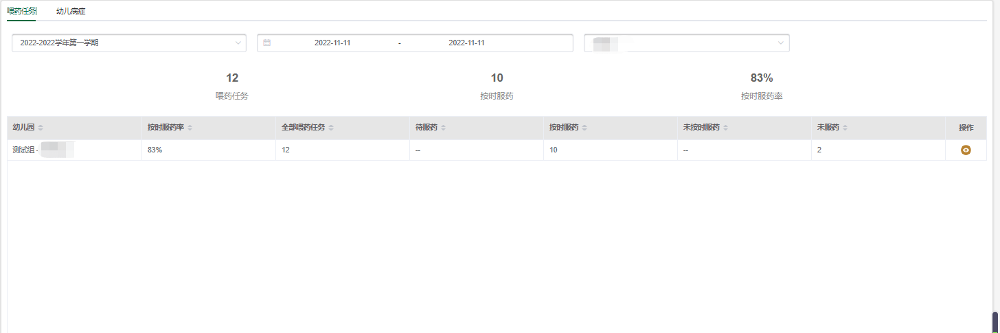 喂药任务 幼儿病症
2022-2022学年第一学期 2022-11-11 - 2022-11-11
12 10 83%
喂药任务 按时服药 按时服药率
幼儿园 按时服药率 全部喂药任务 待服药 按时服药 未按时服药 未服药 操作
测试组 - 83% 12 -- 10 -- 2